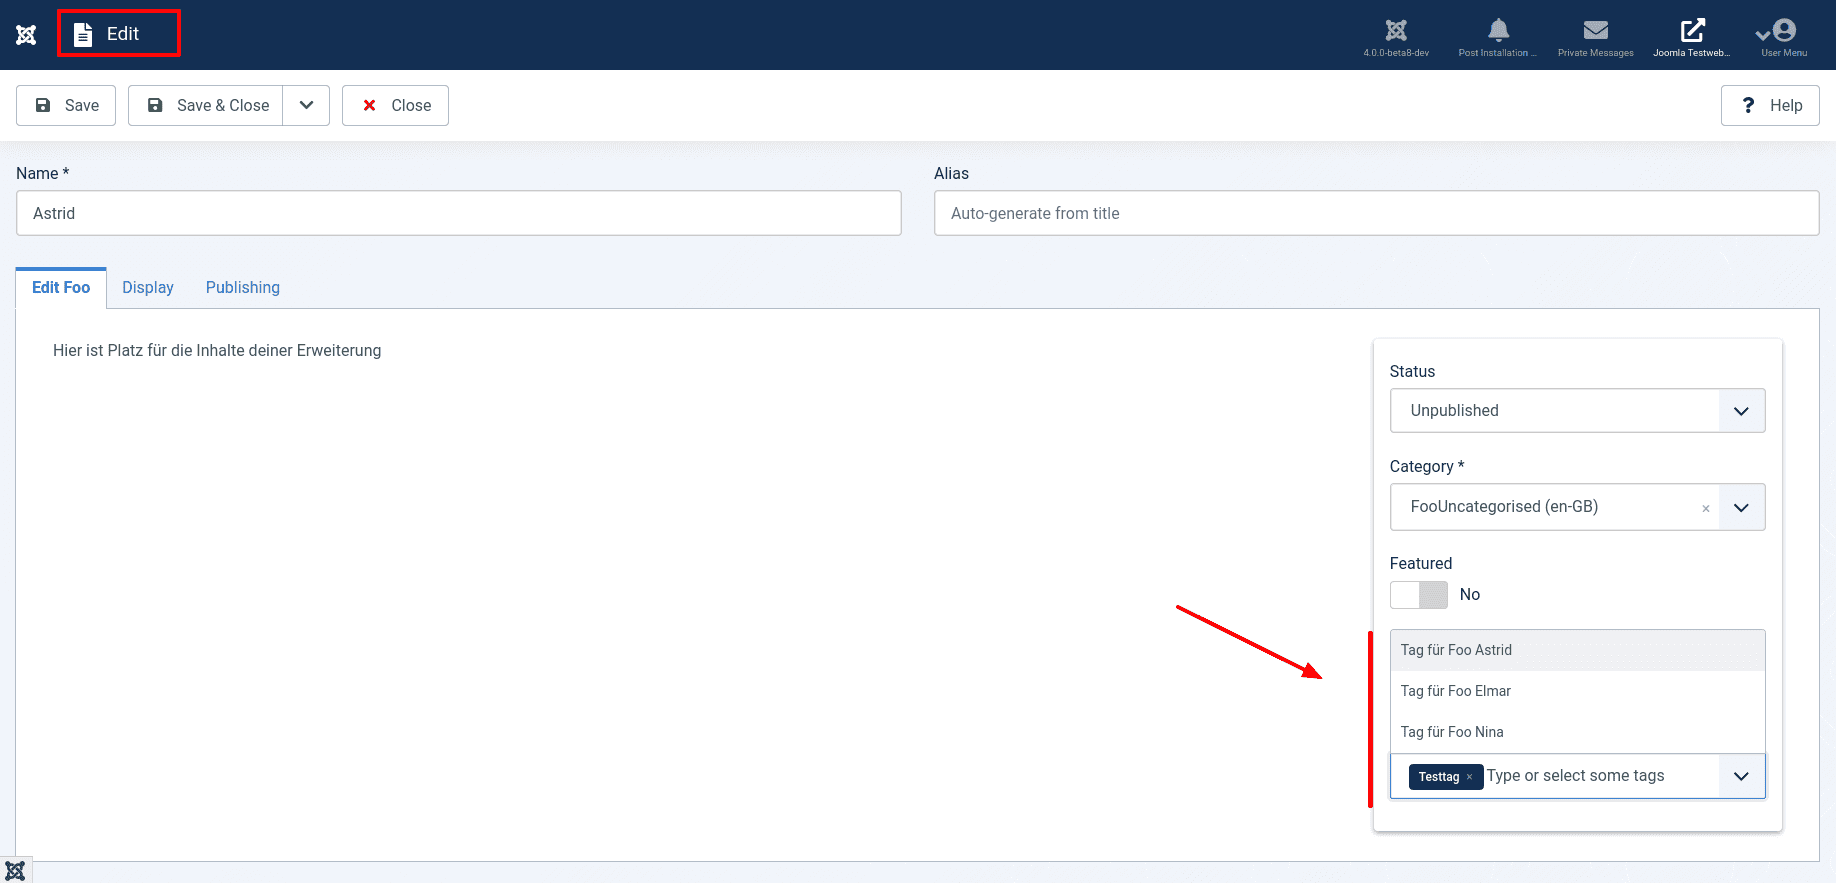 Edit
4.0.0-beta8-dev
Post Installation ...
Private Messages
Joomla Testweb...
User Menu
Save
Save & Close
Close
? Help
Name *
Alias
Astrid
Auto-generate from title
Edit Foo
Display
Publishing
Hier ist Platz für die Inhalte deiner Erweiterung
Status
Unpublished
Category *
FooUncategorised (en-GB) ×
Featured
No
Tag für Foo Astrid
Tag für Foo Elmar
Tag für Foo Nina
Testtag × Type or select some tags